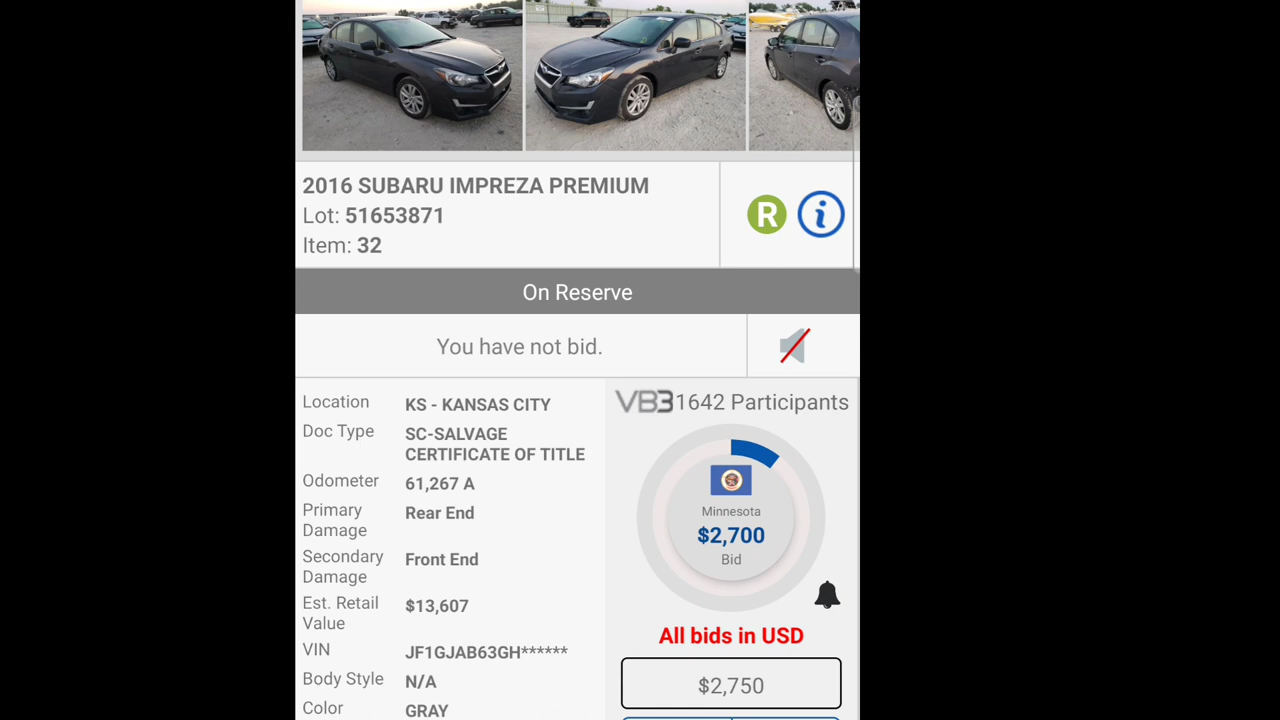 2016 SUBARU IMPREZA PREMIUM
Lot: 51653871
Item: 32
R
i
On Reserve
You have not bid.
Location KS - KANSAS CITY
Doc Type SC-SALVAGE
CERTIFICATE OF TITLE
Odometer 61,267 A
Primary
Damage Rear End
Secondary
Damage Front End
Est. Retail
Value $13,607
VIN JF1GJAB63GH******
Body Style N/A
Color GRAY
VB3 1642 Participants
Minnesota
$2,700
Bid
All bids in USD
$2,750